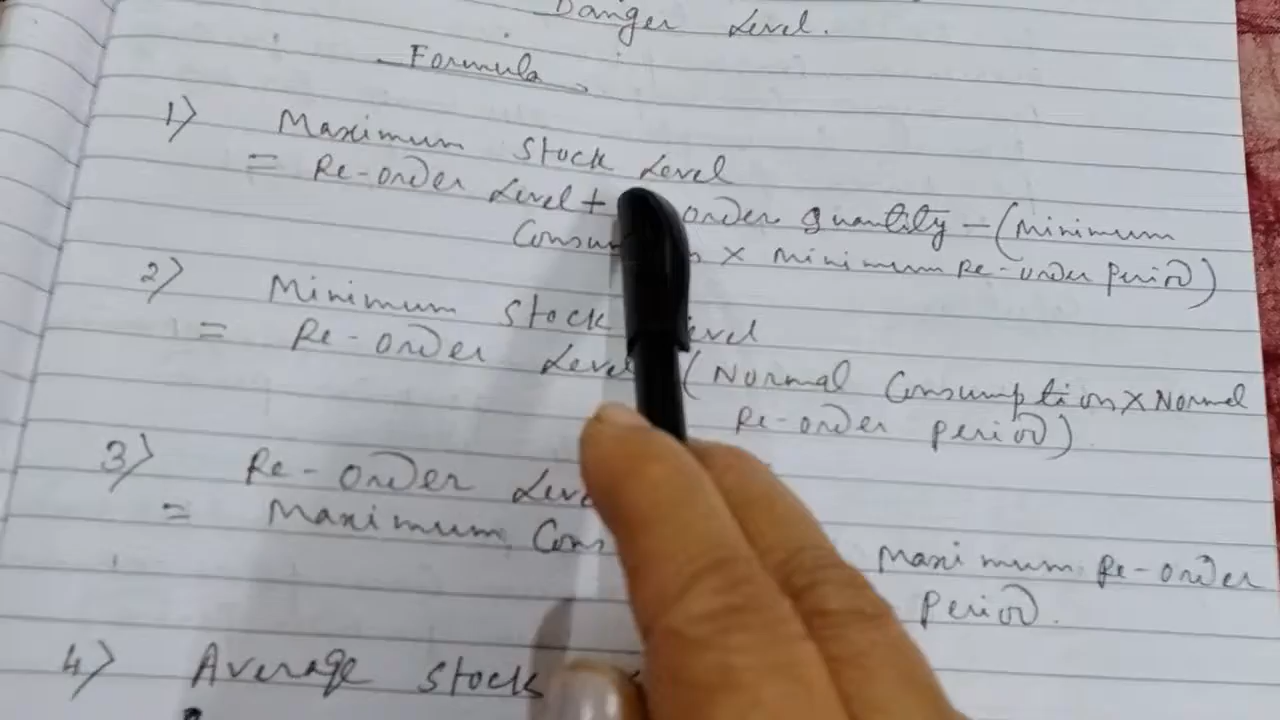 Danger Level.
Formula
1) Maximum Stock Level
= Re-order Level + order quantity - (Minimum
x Minimum Re-order Period)
2) Minimum Stock
= Re-order Level (Normal Consumption x Normal
Re-order period)
3) Re-order
= Maximum Maximum Re-order
Period.
4) Average Stock